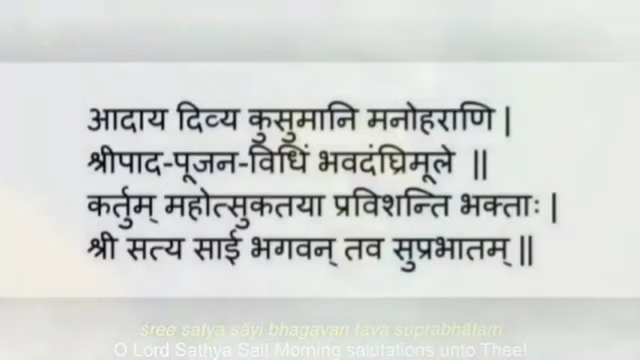 आदाय दिव्य कुसुमानि मनोहराणि |
श्रीपाद-पूजन-विधिं भवदंघ्रिमूले ||
कर्तुम् महोत्सुकतया प्रविशन्ति भक्ताः |
श्री सत्य साई भगवन् तव सुप्रभातम् ||
śree satya sāyi bhagavan tava suprabhātam
O Lord Sathya Sai! Morning salutations unto Thee!